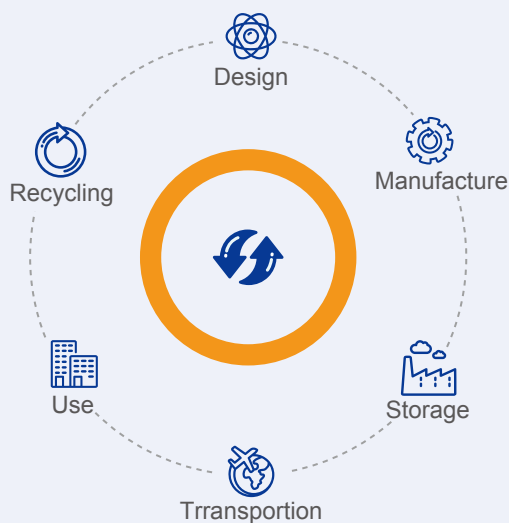 Design
Manufacture
Storage
Trransportion
Use
Recycling